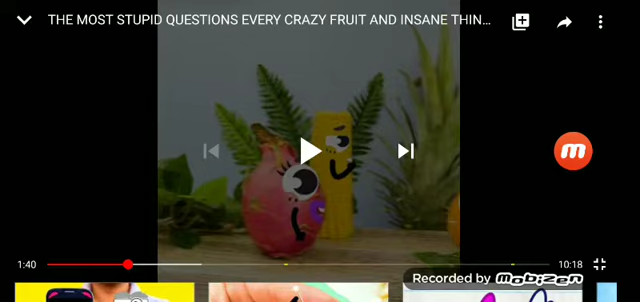 THE MOST STUPID QUESTIONS EVERY CRAZY FRUIT AND INSANE THIN...
1:40
10:18
Recorded by mobizen